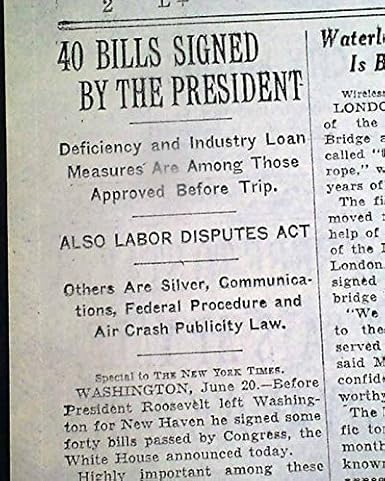 2
40 BILLS SIGNED
BY THE PRESIDENT
Deficiency and Industry Loan
Measures Are Among Those
Approved Before Trip.
ALSO LABOR DISPUTES ACT
Others Are Silver, Communica-
tions, Federal Procedure and
Air Crash Publicity Law.
Special to THE NEW YORK TIMES.
WASHINGTON, June 20.—Before
President Roosevelt left Washing-
ton for New Haven he signed some
forty bills passed by Congress, the
White House announced today.
Highly important among these
Waterl
Is B
Wireless
LONDO
of the
Bridge a
called "
rope," w
years of
The fi
moved
help of
of the
London
signed
bridge
"We
to the
served
said M
confid
worthy
The
fic to
month
known